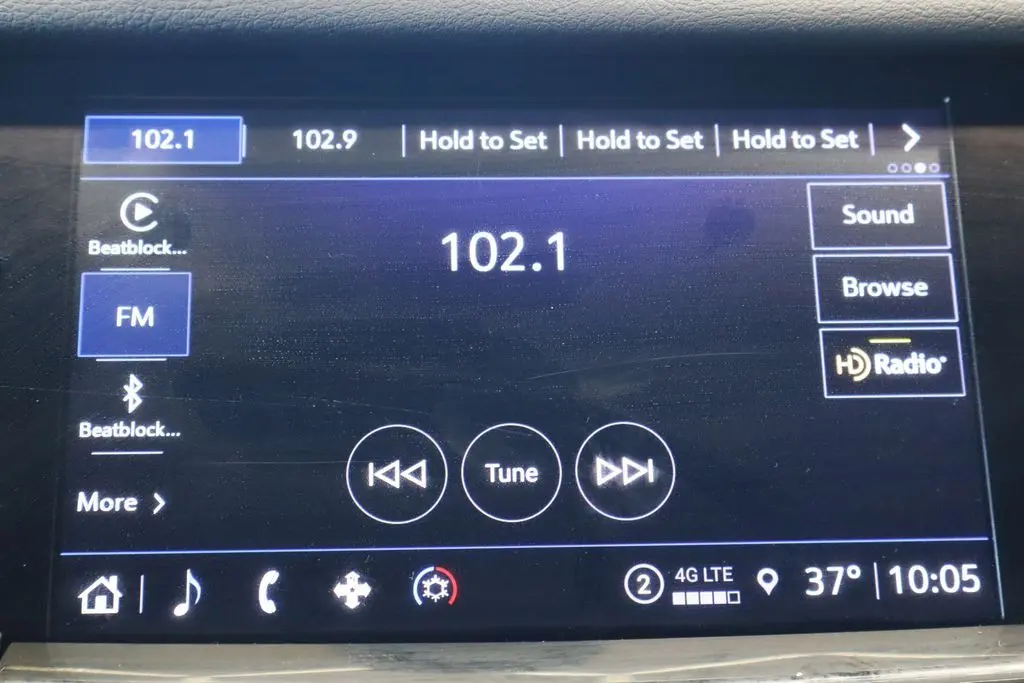 102.1 102.9 Hold to Set Hold to Set Hold to Set
Beatblock...
102.1
Sound
FM
Browse
HD Radio
Beatblock...
Tune
More
2 4G LTE 37° 10:05